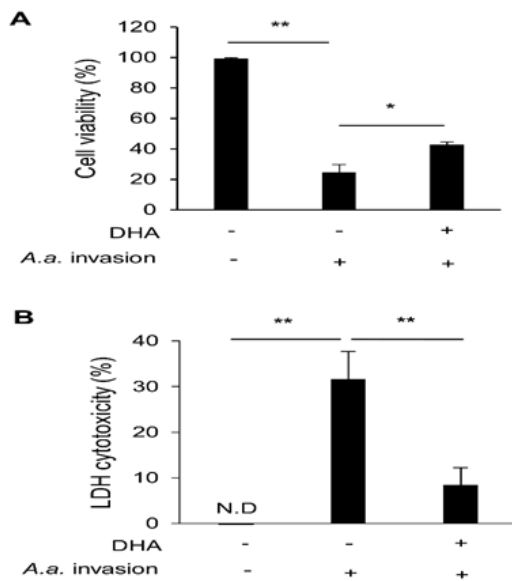 A
**
*
Cell viability (%)
120
100
80
60
40
20
0
DHA - - +
A.a. invasion - + +
B
** **
LDH cytotoxicity (%)
40
30
20
10
0
N.D
DHA - - +
A.a. invasion - + +